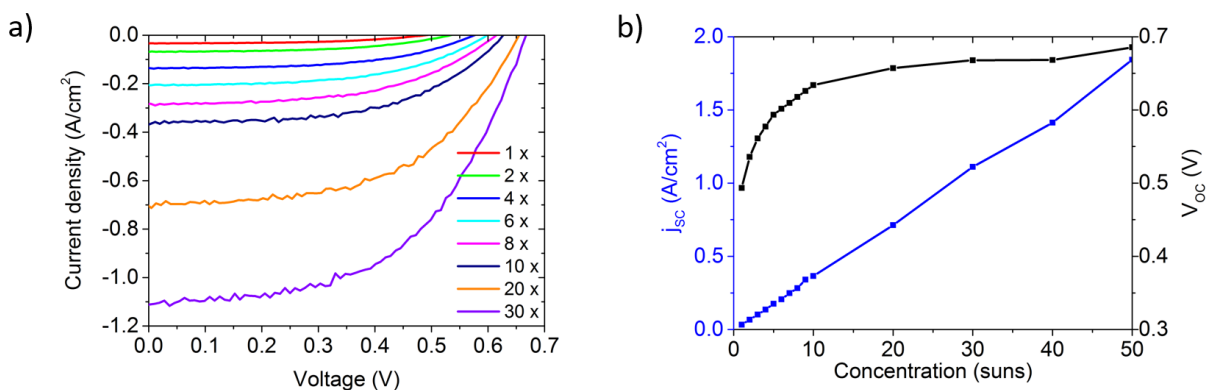 a)
Current density (A/cm²)
0.0
-0.2
-0.4
-0.6
-0.8
-1.0
-1.2
0.0 0.1 0.2 0.3 0.4 0.5 0.6 0.7
Voltage (V)
1 x
2 x
4 x
6 x
8 x
10 x
20 x
30 x
b)
j_SC (A/cm²)
2.0
1.5
1.0
0.5
0.0
0 10 20 30 40 50
Concentration (suns)
0.7
0.6
0.5
0.4
0.3
V_OC (V)